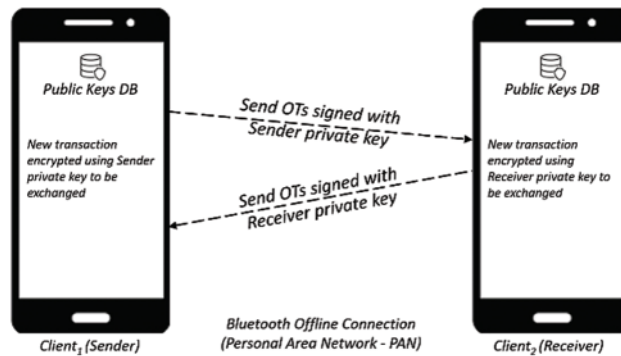 Public Keys DB
New transaction
encrypted using Sender
private key to be
exchanged
Send OTs signed with
Sender private key
Send OTs signed with
Receiver private key
Public Keys DB
New transaction
encrypted using
Receiver private key to
be exchanged
Bluetooth Offline Connection
(Personal Area Network - PAN)
Client₁ (Sender)
Client₂ (Receiver)